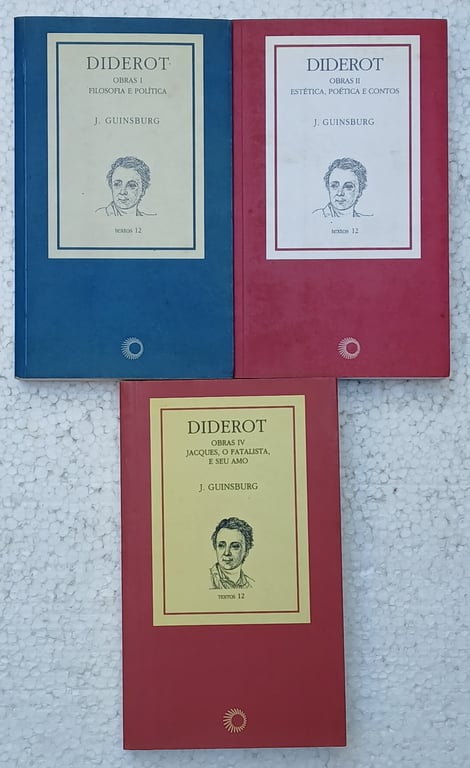 DIDEROT
OBRAS I
FILOSOFIA E POLÍTICA
J. GUINSBURG
textos 12
DIDEROT
OBRAS II
ESTÉTICA, POÉTICA E CONTOS
J. GUINSBURG
textos 12
DIDEROT
OBRAS IV
JACQUES, O FATALISTA,
E SEU AMO
J. GUINSBURG
TEXTOS 12